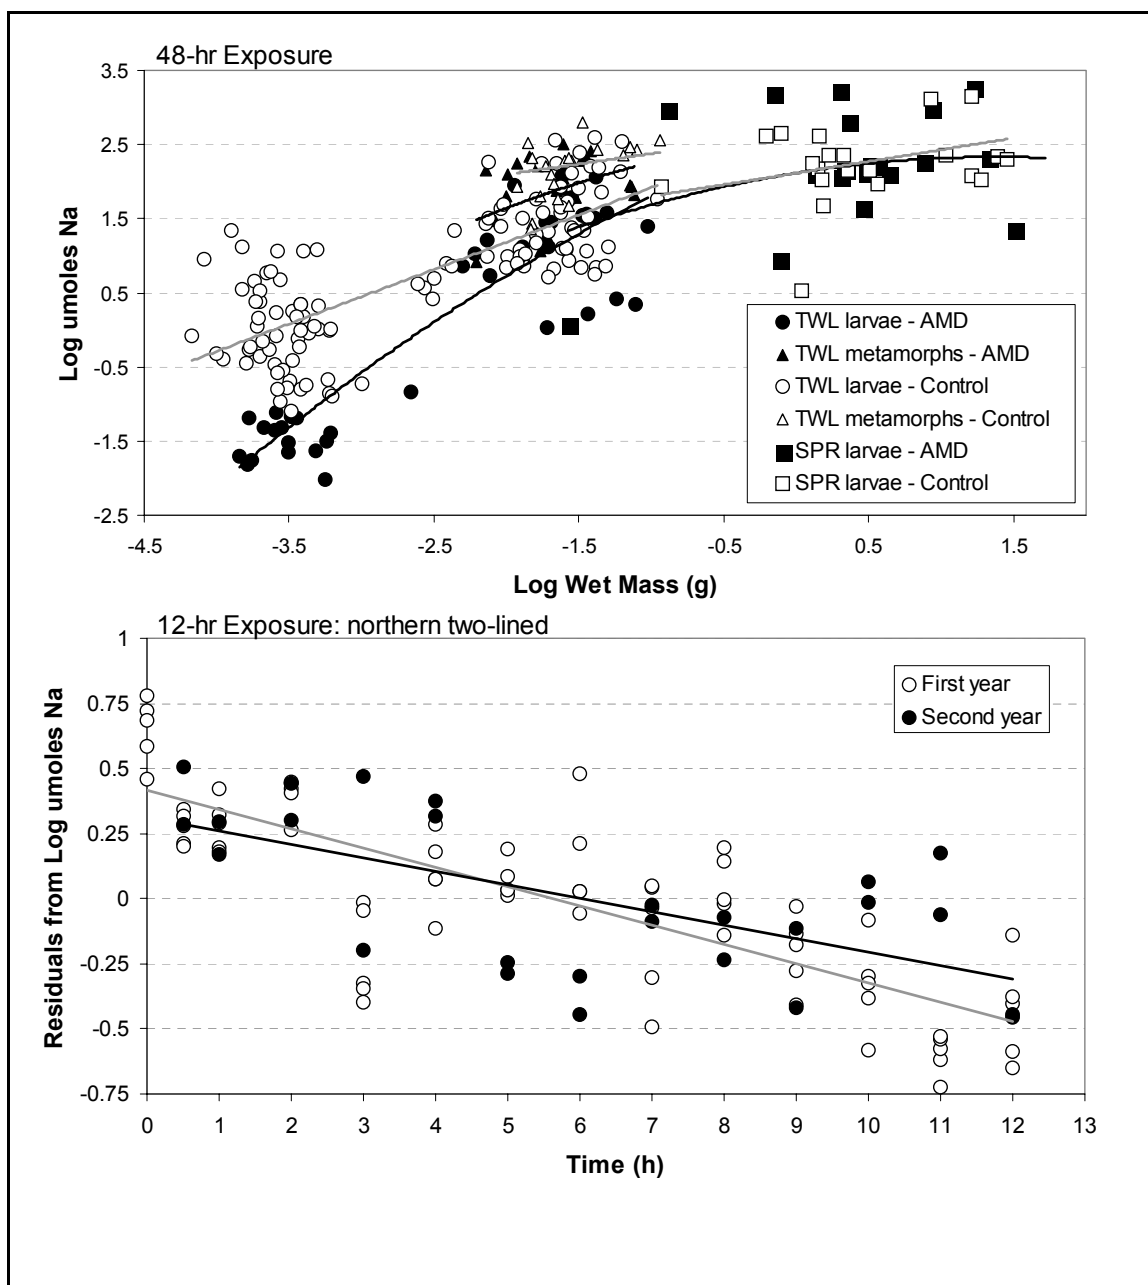 48-hr Exposure
3.5
2.5
1.5
0.5
-0.5
-1.5
-2.5
Log umoles Na
TWL larvae - AMD
TWL metamorphs - AMD
TWL larvae - Control
TWL metamorphs - Control
SPR larvae - AMD
SPR larvae - Control
-4.5 -3.5 -2.5 -1.5 -0.5 0.5 1.5
Log Wet Mass (g)
12-hr Exposure: northern two-lined
1
0.75
0.5
0.25
0
-0.25
-0.5
-0.75
Residuals from Log umoles Na
First year
Second year
0 1 2 3 4 5 6 7 8 9 10 11 12 13
Time (h)